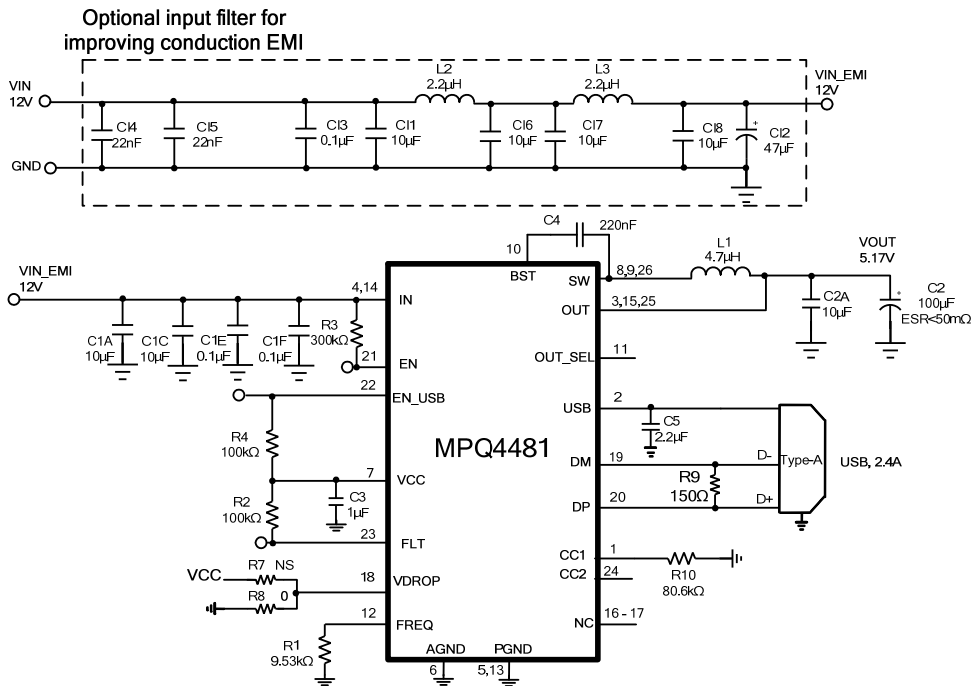 Optional input filter for
improving conduction EMI
VIN
12V
GND
CI4
22nF
CI5
22nF
CI3
0.1µF
CI1
10µF
L2
2.2µH
CI6
10µF
CI7
10µF
L3
2.2µH
CI8
10µF
CI2
47µF
+
VIN_EMI
12V
VIN_EMI
12V
C1A
10µF
C1C
10µF
C1E
0.1µF
C1F
0.1µF
R3
300kΩ
4,14
IN
21
EN
22
EN_USB
R4
100kΩ
7
VCC
C3
1µF
R2
100kΩ
23
FLT
VCC
R7
NS
R8
0
18
VDROP
12
FREQ
R1
9.53kΩ
MPQ4481
AGND
6
PGND
5,13
C4
220nF
10
BST
SW
8,9,26
L1
4.7µH
VOUT
5.17V
OUT
3,15,25
C2A
10µF
+
C2
100µF
ESR<50mΩ
OUT_SEL
11
USB
2
C5
2.2µF
DM
19
R9
150Ω
DP
20
D-
D+
Type-A
USB, 2.4A
CC1
1
R10
80.6kΩ
CC2
24
NC
16 - 17